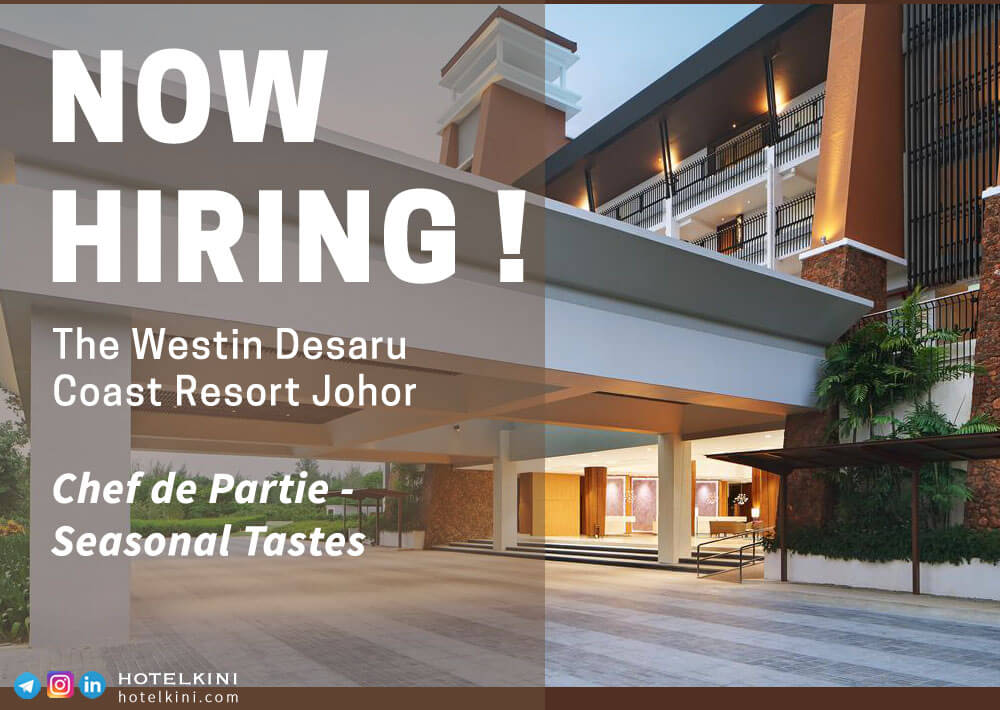 NOW
HIRING !
The Westin Desaru
Coast Resort Johor
Chef de Partie -
Seasonal Tastes
HOTELKINI
hotelkini.com